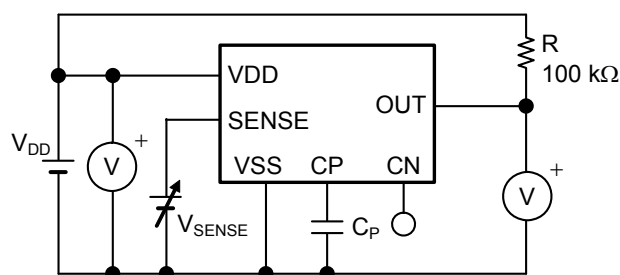 R
100 kΩ
VDD
OUT
SENSE
VDD
+
V
VSS CP CN
+
V
VSENSE
CP